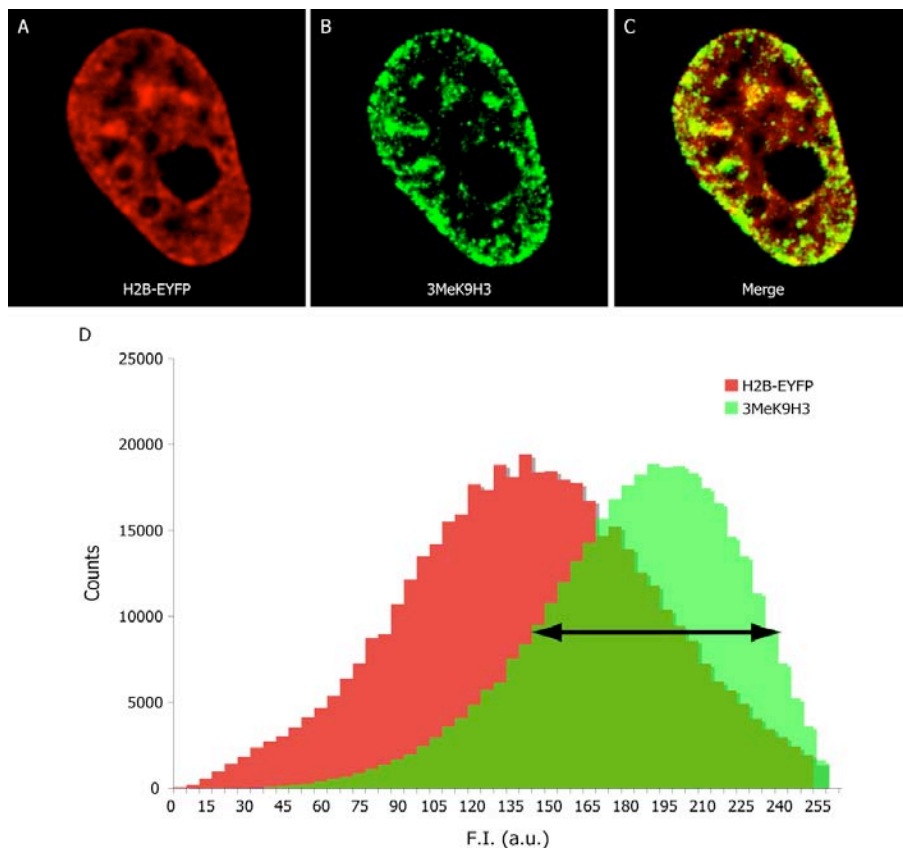 A B C
H2B-EYFP 3MeK9H3 Merge
D
25000
H2B-EYFP
3MeK9H3
20000
15000
Counts
10000
5000
0
0 15 30 45 60 75 90 105 120 135 150 165 180 195 210 225 240 255
F.I. (a.u.)